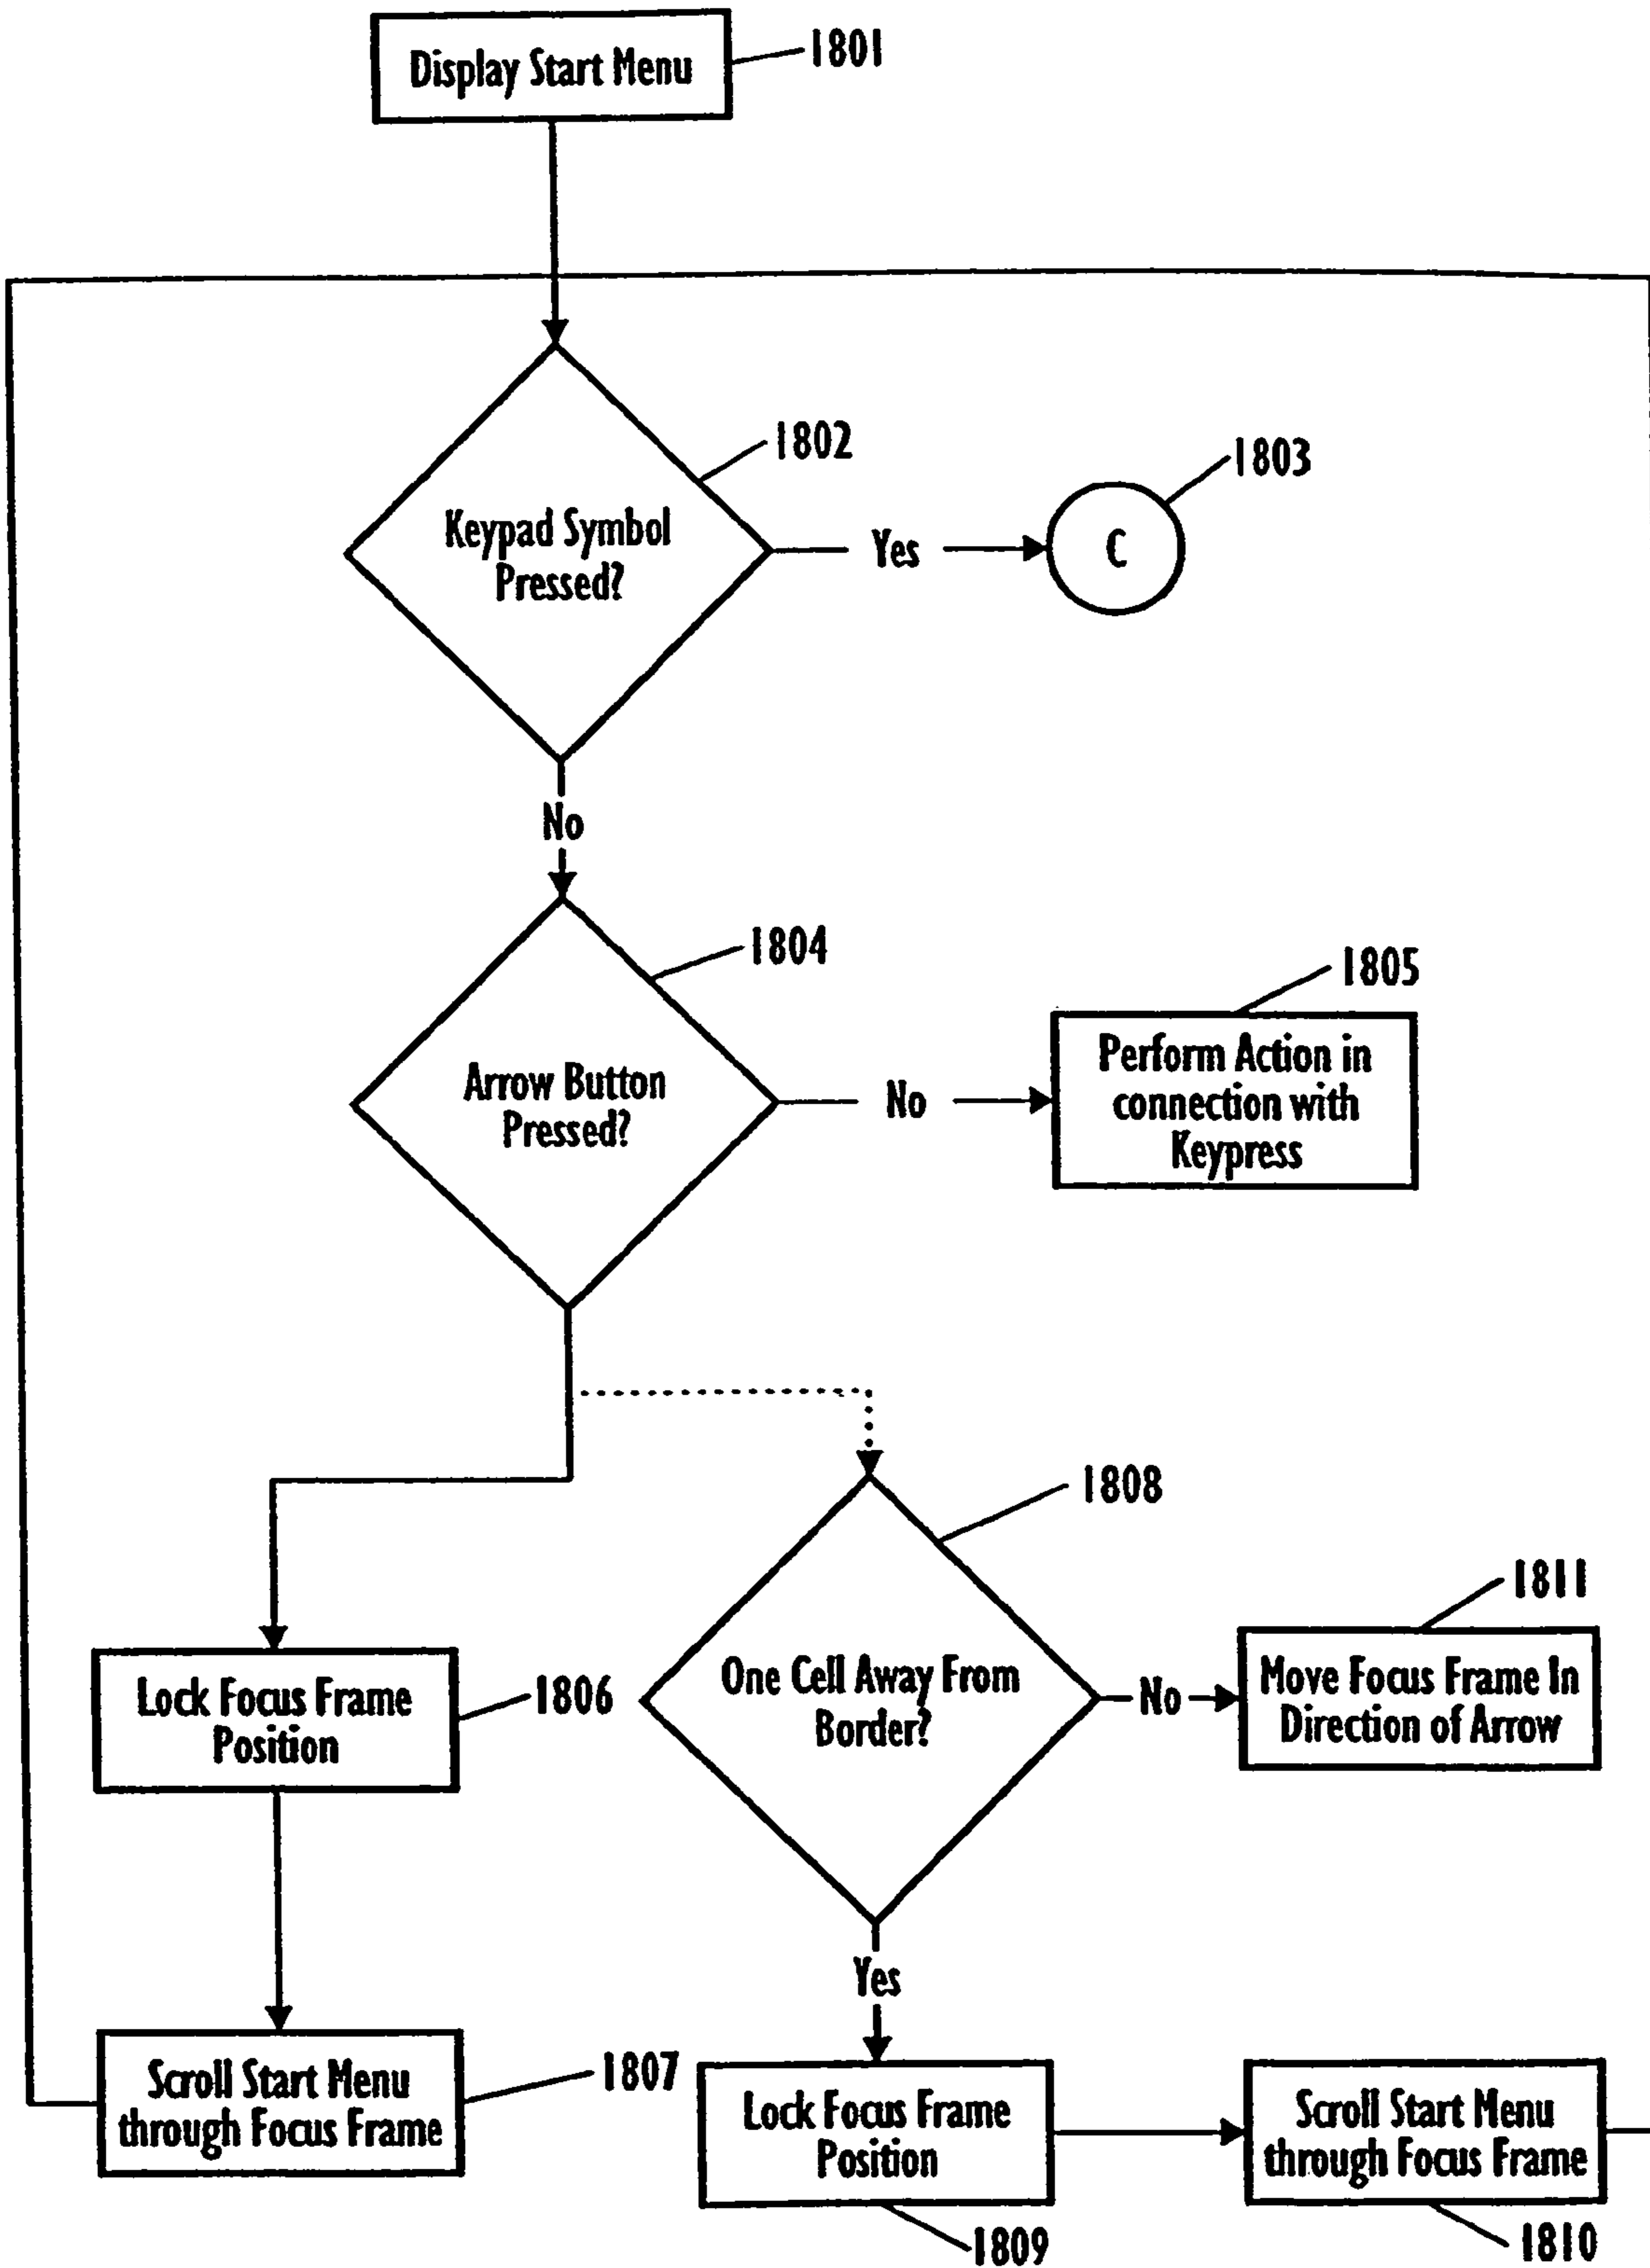 Display Start Menu
1801
1802
Keypad Symbol
Pressed?
Yes
C
1803
No
1804
Arrow Button
Pressed?
No
1805
Perform Action in
connection with
Keypress
1808
One Cell Away From
Border?
No
1811
Move Focus Frame In
Direction of Arrow
Lock Focus Frame
Position
1806
Yes
Scroll Start Menu
through Focus Frame
1807
Lock Focus Frame
Position
1809
Scroll Start Menu
through Focus Frame
1810